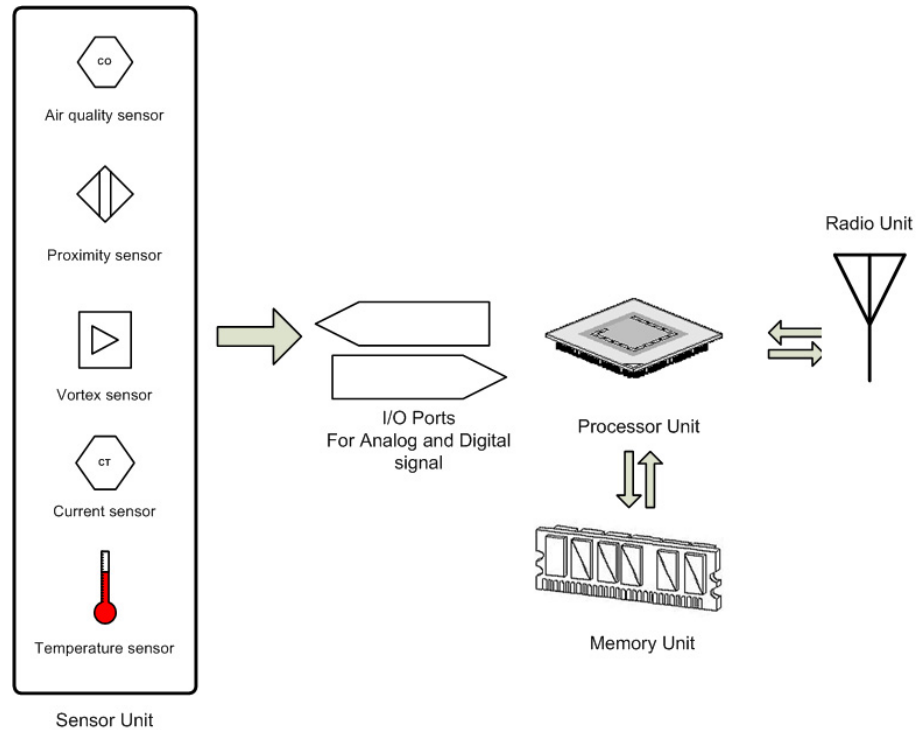 CO
Air quality sensor
Proximity sensor
Vortex sensor
CT
Current sensor
Temperature sensor
Sensor Unit
I/O Ports
For Analog and Digital
signal
Processor Unit
Memory Unit
Radio Unit